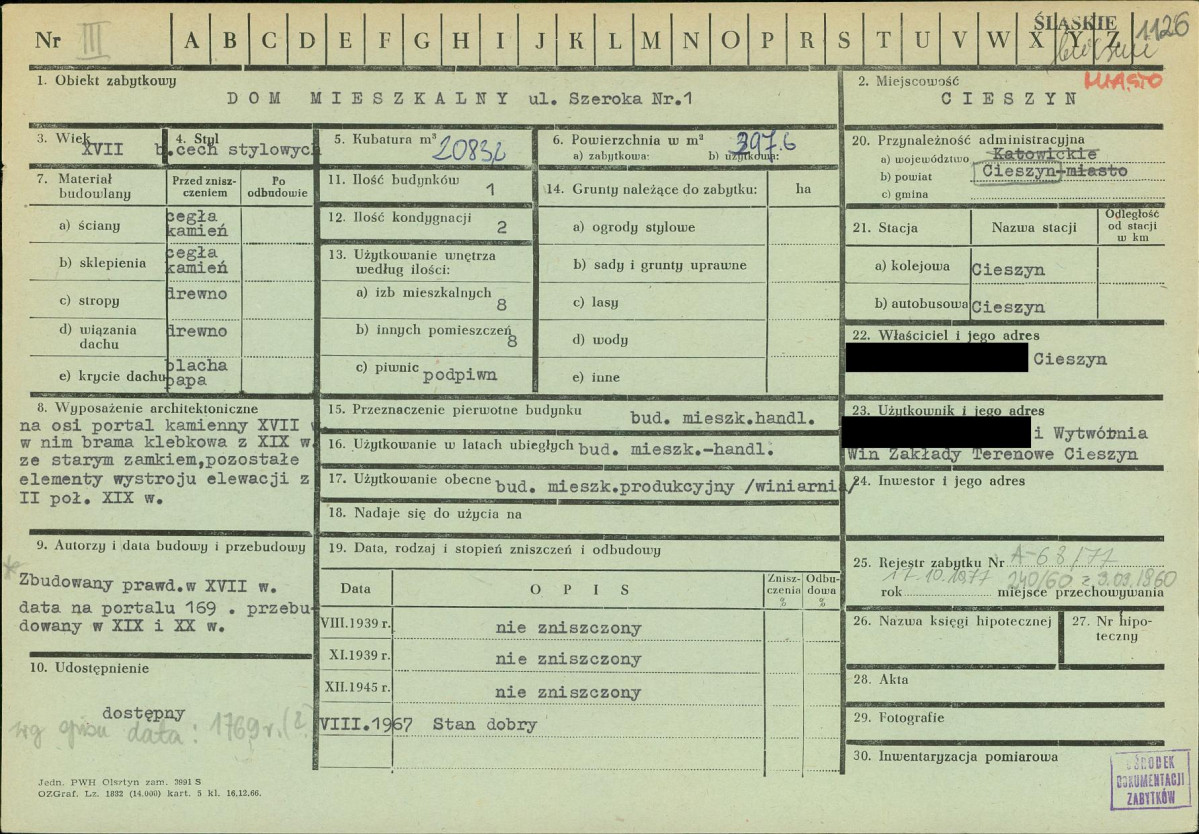 Nr III A B C D E F G H I J K L M N O P R S T U V W X Y Z
ŚLĄSKIE 1126
1. Obiekt zabytkowy
DOM MIESZKALNY ul. Szeroka Nr.1
2. Miejscowość
MIASTO
CIESZYN
3. Wiek
XVII
4. Styl
b.cech stylowych
5. Kubatura m³
2083,2
6. Powierzchnia w m²
a) zabytkowa: b) użytkowa:
397.6
7. Materiał budowlany
Przed zniszczeniem
Po odbudowie
a) ściany
cegła
kamień
b) sklepienia
cegła
kamień
c) stropy
drewno
d) wiązania dachu
drewno
e) krycie dachu
blacha
papa
11. Ilość budynków
1
12. Ilość kondygnacji
2
13. Użytkowanie wnętrza
według ilości:
a) izb mieszkalnych
8
b) innych pomieszczeń
8
c) piwnic
podpiwn
14. Grunty należące do zabytku: ha
a) ogrody stylowe
b) sady i grunty uprawne
c) lasy
d) wody
e) inne
20. Przynależność administracyjna
a) województwo Katowickie
b) powiat Cieszyn-miasto
c) gmina
21. Stacja
Nazwa stacji
Odległość
od stacji
w km
a) kolejowa Cieszyn
b) autobusowa Cieszyn
22. Właściciel i jego adres
Cieszyn
8. Wyposażenie architektoniczne
na osi portal kamienny XVII w
w nim brama klebkowa z XIX w.
ze starym zamkiem,pozostałe
elementy wystroju elewacji z
II poł. XIX w.
15. Przeznaczenie pierwotne budynku
bud. mieszk.handl.
16. Użytkowanie w latach ubiegłych
bud. mieszk.-handl.
17. Użytkowanie obecne
bud. mieszk.produkcyjny /winiarnia/
18. Nadaje się do użycia na
23. Użytkownik i jego adres
i Wytwórnia
Win Zakłady Terenowe Cieszyn
24. Inwestor i jego adres
9. Autorzy i data budowy i przebudowy
*
Zbudowany prawd.w XVII w.
data na portalu 169 . przebu-
dowany w XIX i XX w.
19. Data, rodzaj i stopień zniszczeń i odbudowy
Data
OPIS
Znisz-
czenia
%
Odbu-
dowa
%
VIII.1939 r. nie zniszczony
XI.1939 r. nie zniszczony
XII.1945 r. nie zniszczony
VIII.1967 Stan dobry
25. Rejestr zabytku Nr A-68/77
17.10.1977 240/60 z 9.03.1960
rok miejsce przechowywania
26. Nazwa księgi hipotecznej
27. Nr hipo-
teczny
28. Akta
29. Fotografie
30. Inwentaryzacja pomiarowa
10. Udostępnienie
dostępny
wg opisu data: 1769 r. (?)
Jedn. PWH Olsztyn zam. 3991 S
OZGraf. Lz. 1832 (14.000) kart. 5 kl. 16.12.66.
OŚRODEK
DOKUMENTACJI
ZABYTKÓW